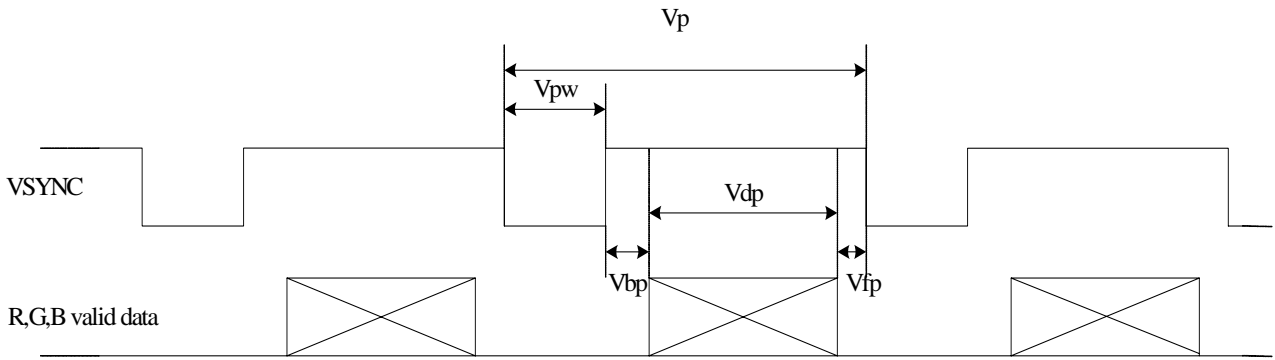 Vp
Vpw
VSYNC
Vdp
Vbp
Vfp
R,G,B valid data